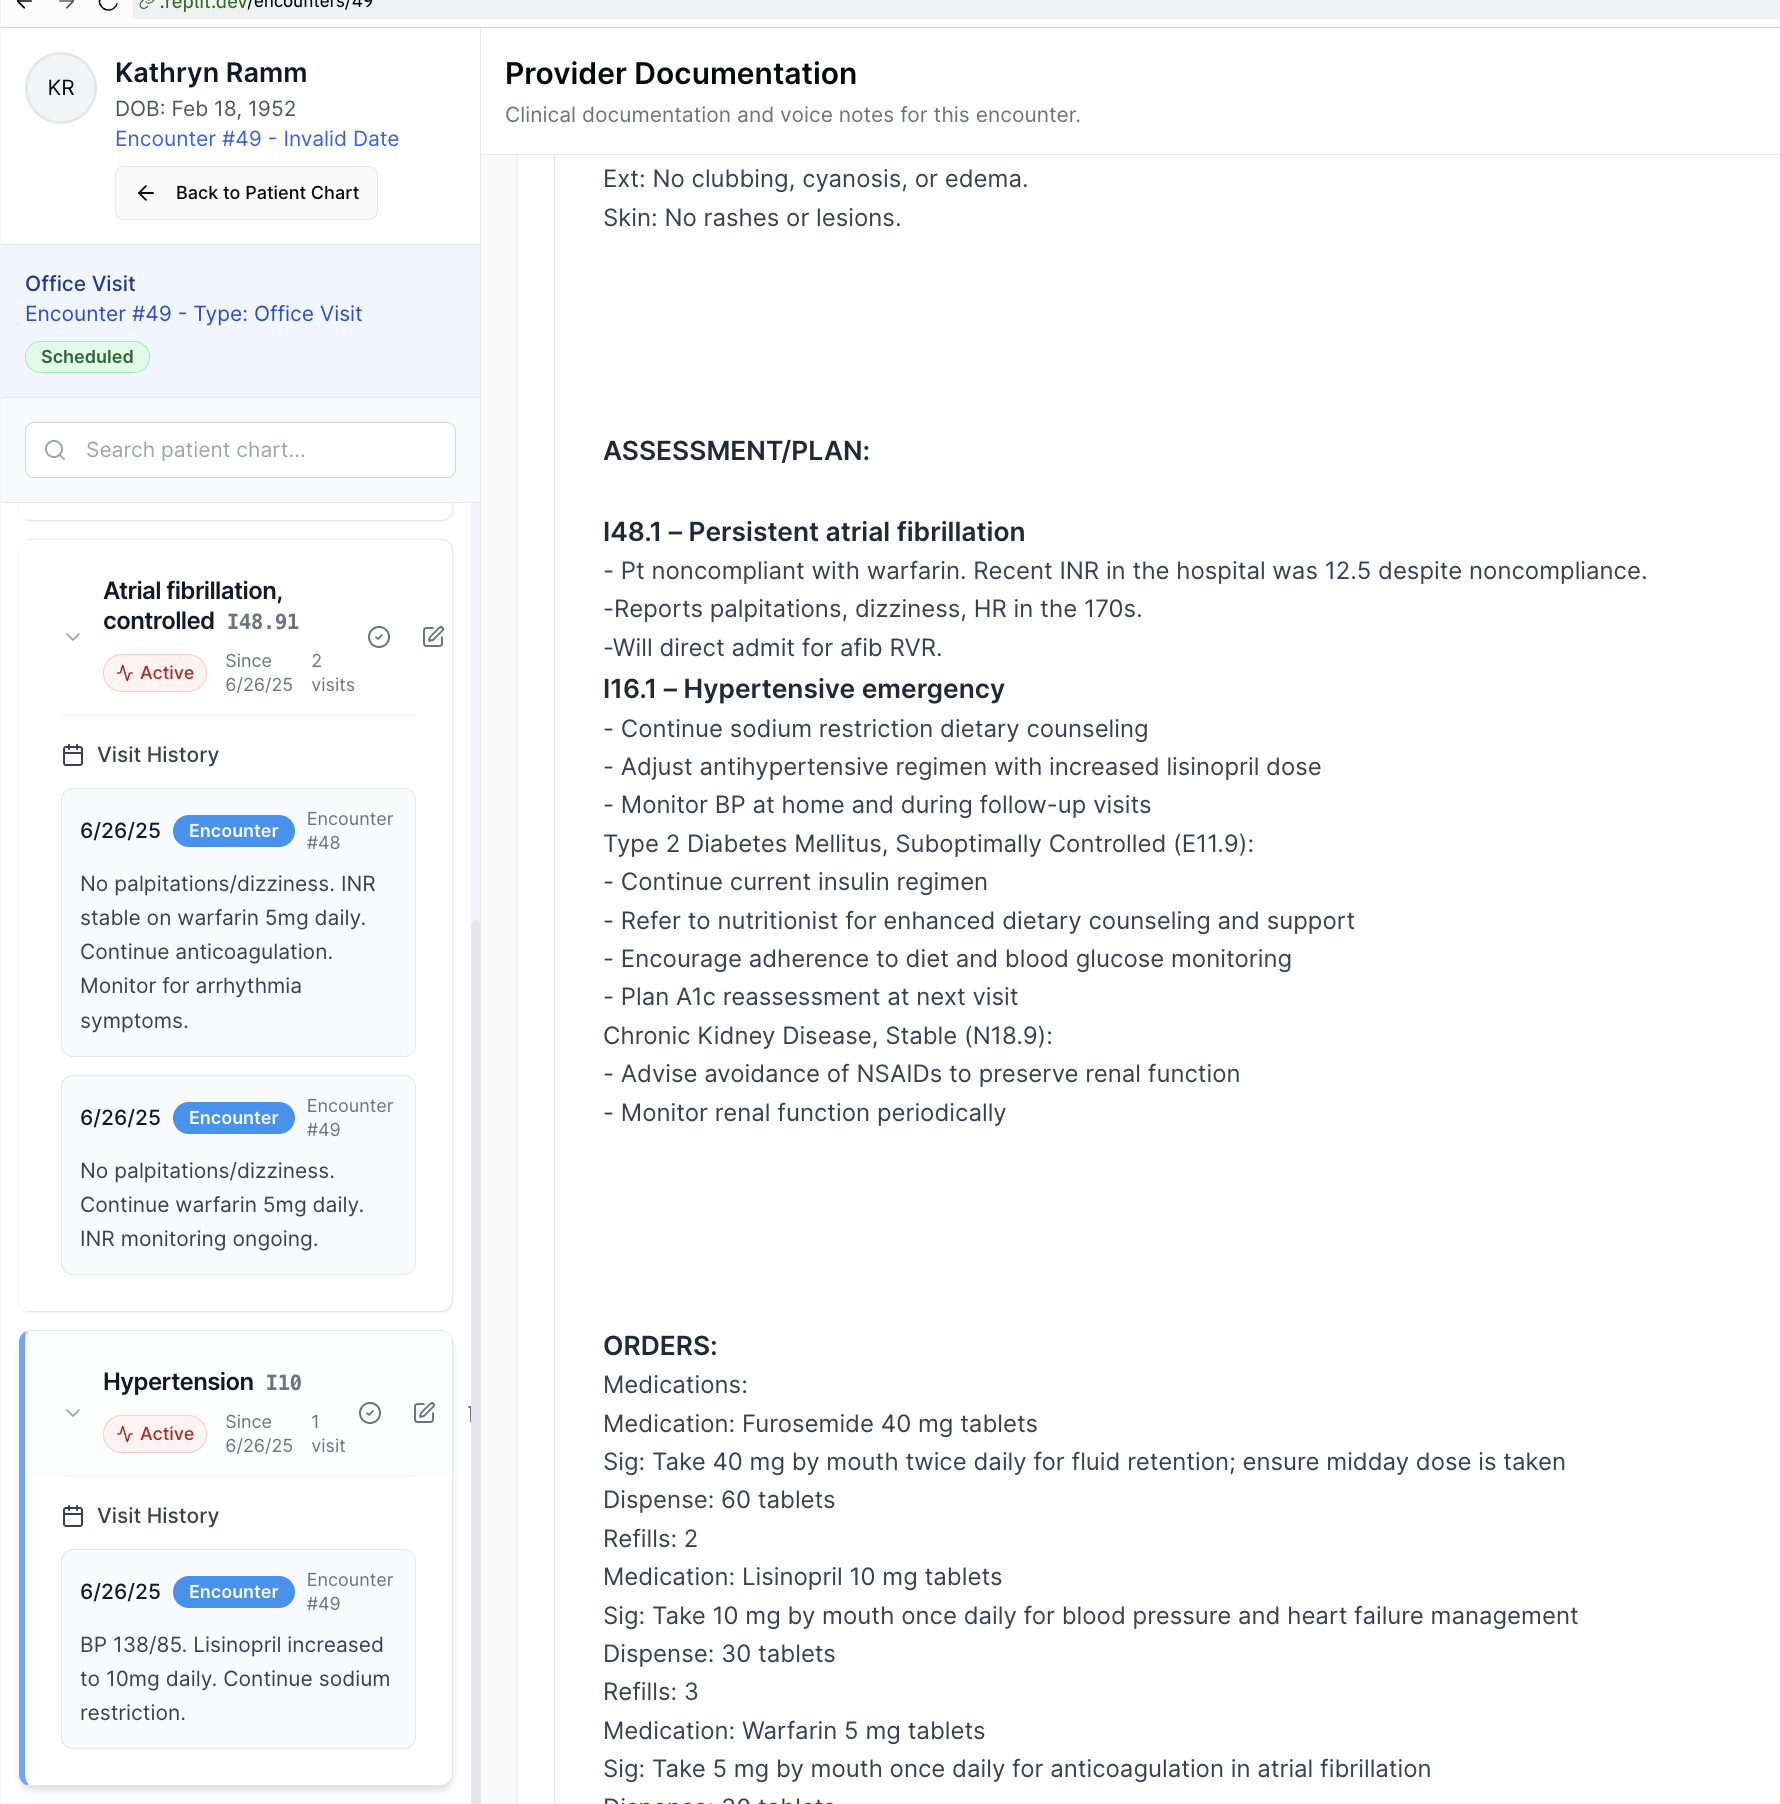 .replit.dev/encounters/49
KR
Kathryn Ramm
DOB: Feb 18, 1952
Encounter #49 - Invalid Date
Back to Patient Chart
Office Visit
Encounter #49 - Type: Office Visit
Scheduled
Search patient chart...
Atrial fibrillation,
controlled I48.91
Active
Since
6/26/25
2
visits
Visit History
6/26/25 Encounter
Encounter
#48
No palpitations/dizziness. INR
stable on warfarin 5mg daily.
Continue anticoagulation.
Monitor for arrhythmia
symptoms.
6/26/25 Encounter
Encounter
#49
No palpitations/dizziness.
Continue warfarin 5mg daily.
INR monitoring ongoing.
Hypertension I10
Active
Since
6/26/25
1
visit
Visit History
6/26/25 Encounter
Encounter
#49
BP 138/85. Lisinopril increased
to 10mg daily. Continue sodium
restriction.
Provider Documentation
Clinical documentation and voice notes for this encounter.
Ext: No clubbing, cyanosis, or edema.
Skin: No rashes or lesions.
ASSESSMENT/PLAN:
I48.1 – Persistent atrial fibrillation
- Pt noncompliant with warfarin. Recent INR in the hospital was 12.5 despite noncompliance.
-Reports palpitations, dizziness, HR in the 170s.
-Will direct admit for afib RVR.
I16.1 – Hypertensive emergency
- Continue sodium restriction dietary counseling
- Adjust antihypertensive regimen with increased lisinopril dose
- Monitor BP at home and during follow-up visits
Type 2 Diabetes Mellitus, Suboptimally Controlled (E11.9):
- Continue current insulin regimen
- Refer to nutritionist for enhanced dietary counseling and support
- Encourage adherence to diet and blood glucose monitoring
- Plan A1c reassessment at next visit
Chronic Kidney Disease, Stable (N18.9):
- Advise avoidance of NSAIDs to preserve renal function
- Monitor renal function periodically
ORDERS:
Medications:
Medication: Furosemide 40 mg tablets
Sig: Take 40 mg by mouth twice daily for fluid retention; ensure midday dose is taken
Dispense: 60 tablets
Refills: 2
Medication: Lisinopril 10 mg tablets
Sig: Take 10 mg by mouth once daily for blood pressure and heart failure management
Dispense: 30 tablets
Refills: 3
Medication: Warfarin 5 mg tablets
Sig: Take 5 mg by mouth once daily for anticoagulation in atrial fibrillation
Dispense: 30 tablets